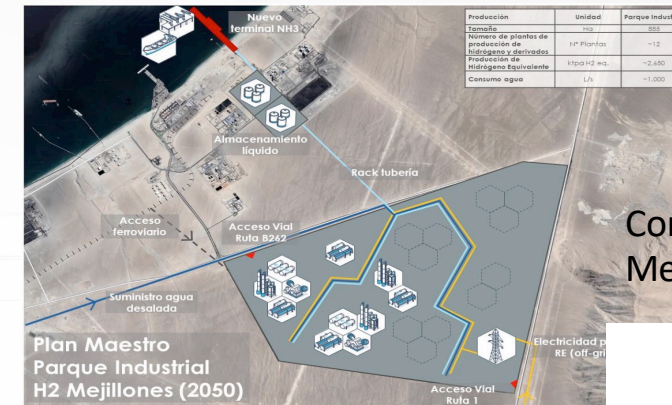 Nuevo
terminal NH3
Producción Unidad Parque Indust
Tamaño Ha 888
Número de plantas de
producción de
hidrógeno y derivados N° Plantas ~12
Producción de
Hidrógeno Equivalente ktpa H2 eq. ~2.650
Consumo agua L/s ~1.000
Almacenamiento
líquido
Rack tubería
Acceso
ferroviario
Acceso Vial
Ruta B262
Suministro agua
desalada
Plan Maestro
Parque Industrial
H2 Mejillones (2050)
Electricidad p
RE (off-gri
Acceso Vial
Ruta 1
Con
Me